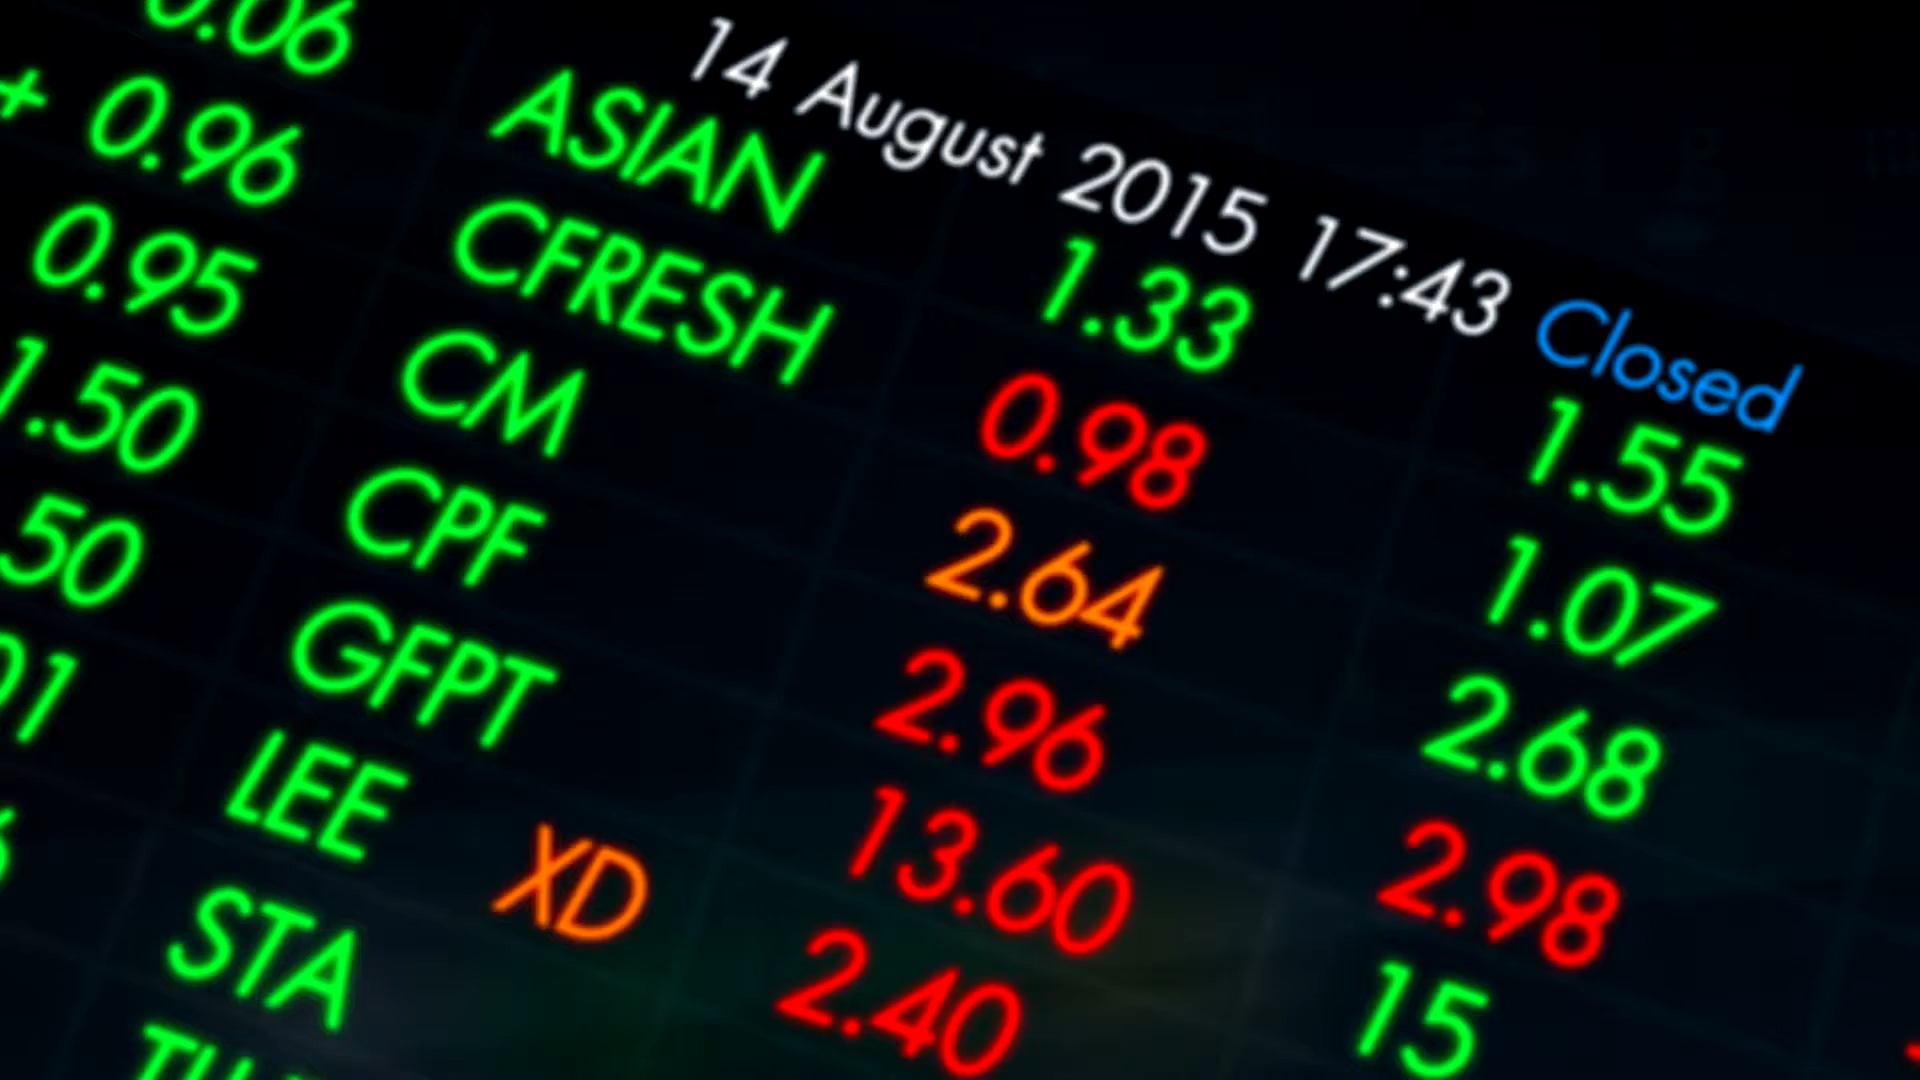 14 August 2015 17:43 Closed
0.06 ASIAN 1.33 1.55
+ 0.96 CFRESH 0.98 1.07
0.95 CM 2.64 2.68
1.50 CPF 2.96 2.98
50 GFPT 13.60 15
01 LEE XD 2.40
STA